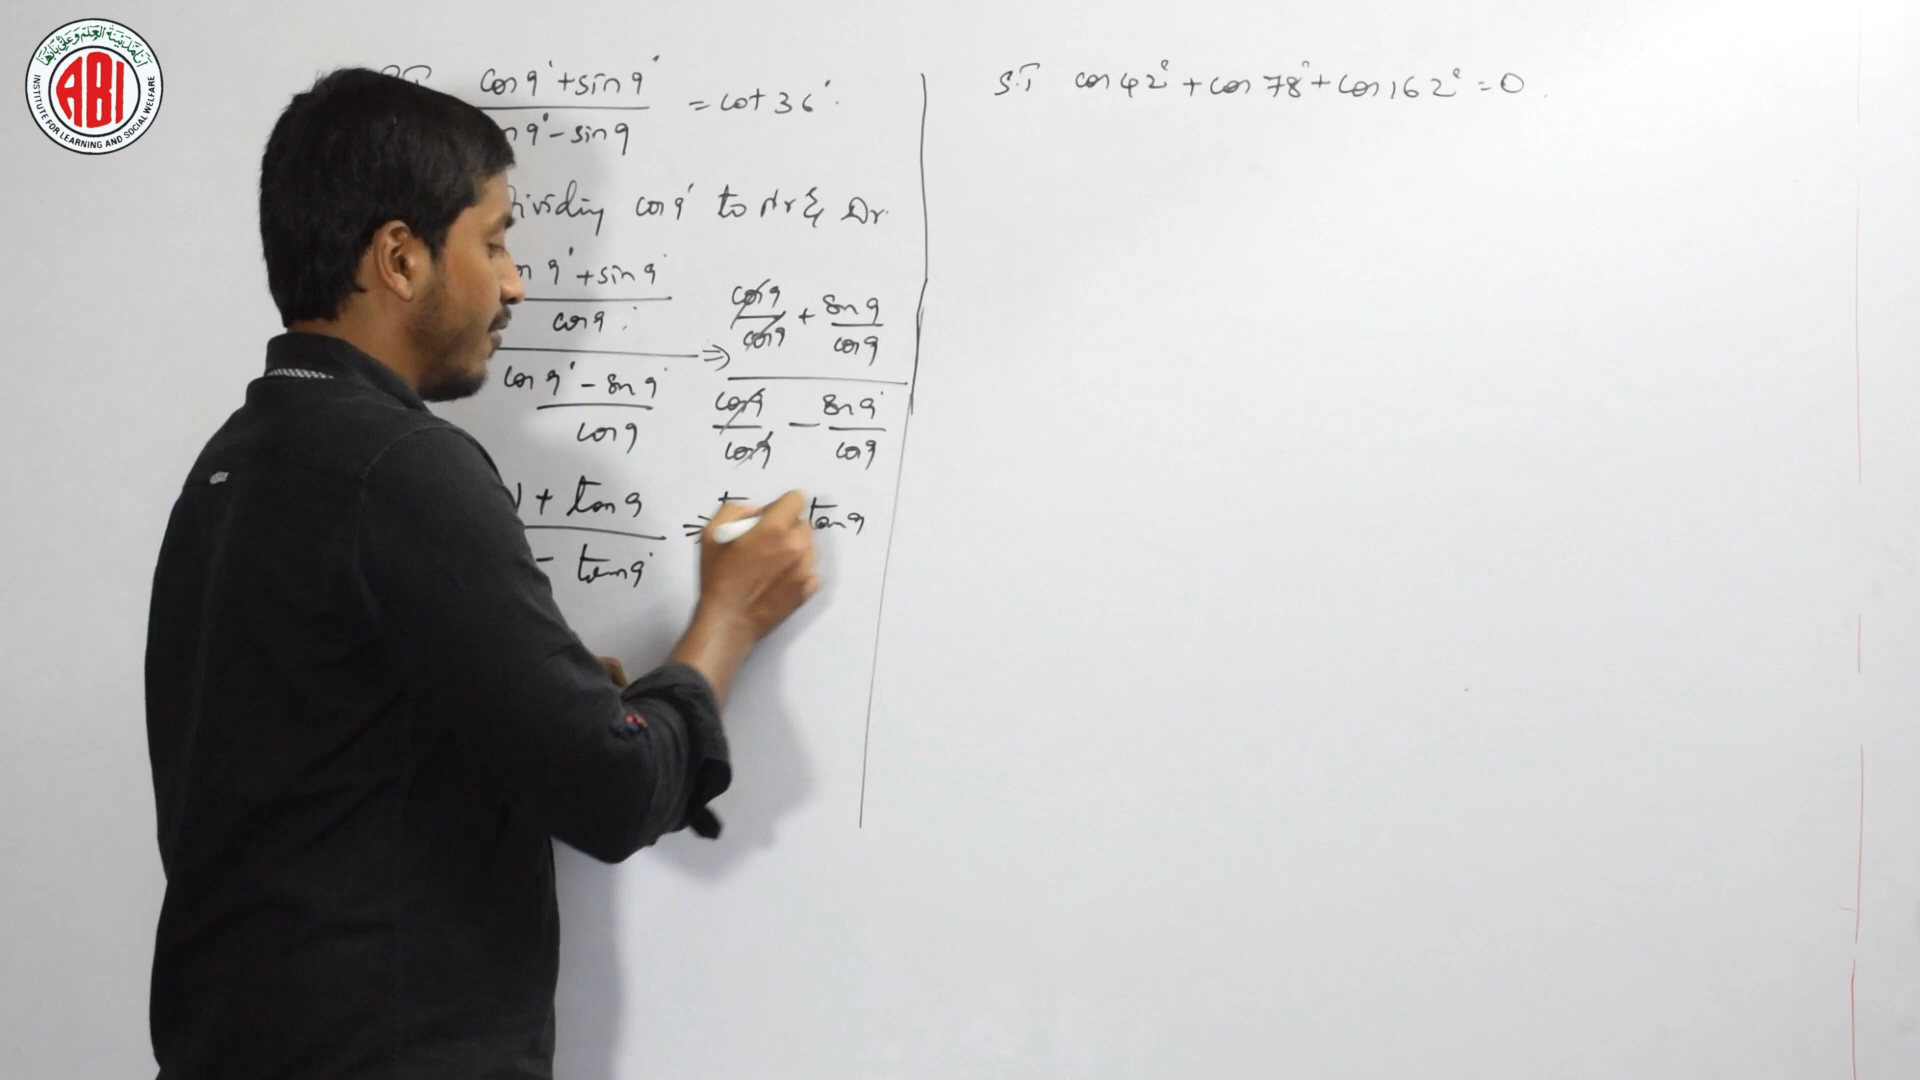 ABI
INSTITUTE FOR LEARNING AND SOCIAL WELFARE
cos 9° + sin 9°
9° - sin 9
= cot 36°.
dividing cos 9° to Nr & Dr.
9° + sin 9°
cos 9
cos 9° - sin 9°
cos 9
⇒
cos 9 + sin 9
cos 9 cos 9
cos 9 - sin 9°
cos 9 cos 9
1 + tan 9
- tan 9°
⇒
tan 9
S.T cos 42° + cos 78° + cos 162° = 0.